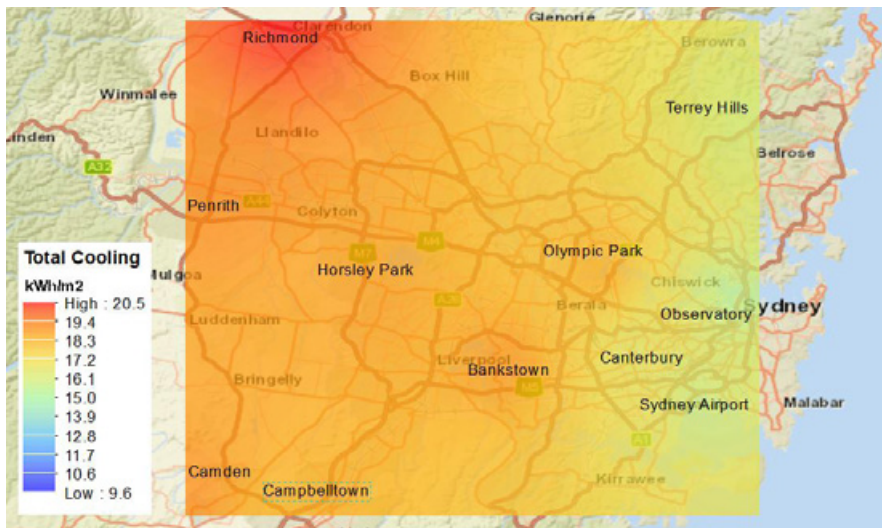 Glenorie
Clarendon
Richmond
Berowra
Box Hill
Winmalee
Terrey Hills
Llandilo
Linden
Belrose
A32
Penrith
A44
Colyton
M4
Olympic Park
M7
Horsley Park
Total Cooling
Mulgoa
Chiswick
kWh/m2
High : 20.5
19.4
18.3
17.2
16.1
15.0
13.9
12.8
11.7
10.6
Low : 9.6
Berala
Sydney
Luddenham
Observatory
Liverpool
Canterbury
Bankstown
Bringelly
M5
Sydney Airport
Malabar
A1
Camden
Kirrawee
Campbelltown